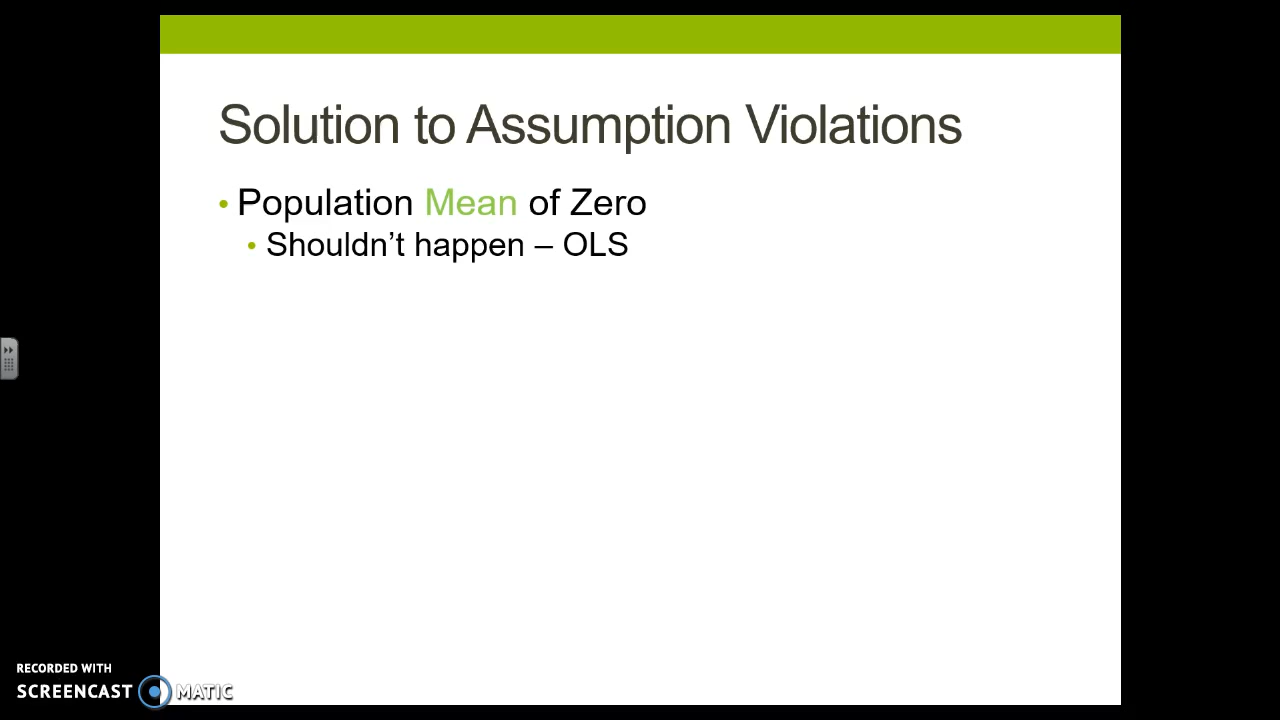 Solution to Assumption Violations
• Population Mean of Zero
• Shouldn’t happen – OLS
RECORDED WITH
SCREENCAST MATIC